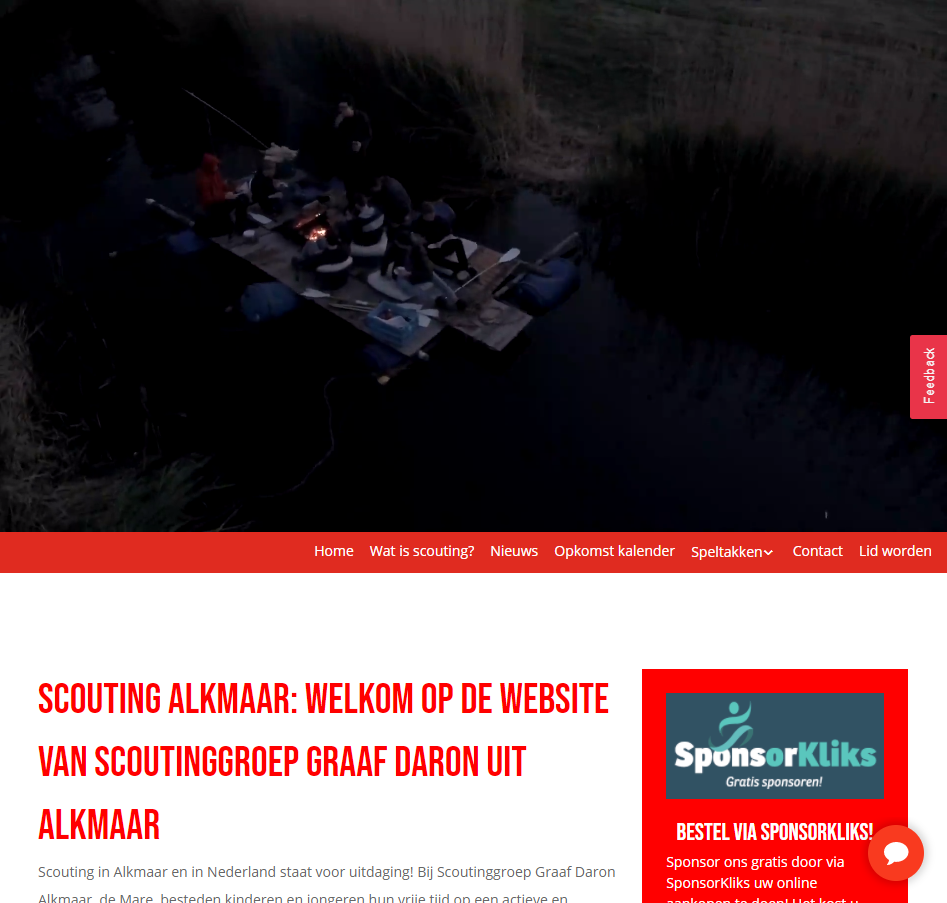 Feedback
Home Wat is scouting? Nieuws Opkomst kalender Speltakken Contact Lid worden
SCOUTING ALKMAAR: WELKOM OP DE WEBSITE
VAN SCOUTINGGROEP GRAAF DARON UIT
ALKMAAR
Scouting in Alkmaar en in Nederland staat voor uitdaging! Bij Scoutinggroep Graaf Daron
Alkmaar, de Mare, besteden kinderen en jongeren hun vrije tijd op een actieve en
SponsorKliks
Gratis sponsoren!
BESTEL VIA SPONSORKLIKS!
Sponsor ons gratis door via
SponsorKliks uw online
aankopen te doen! Het kost u